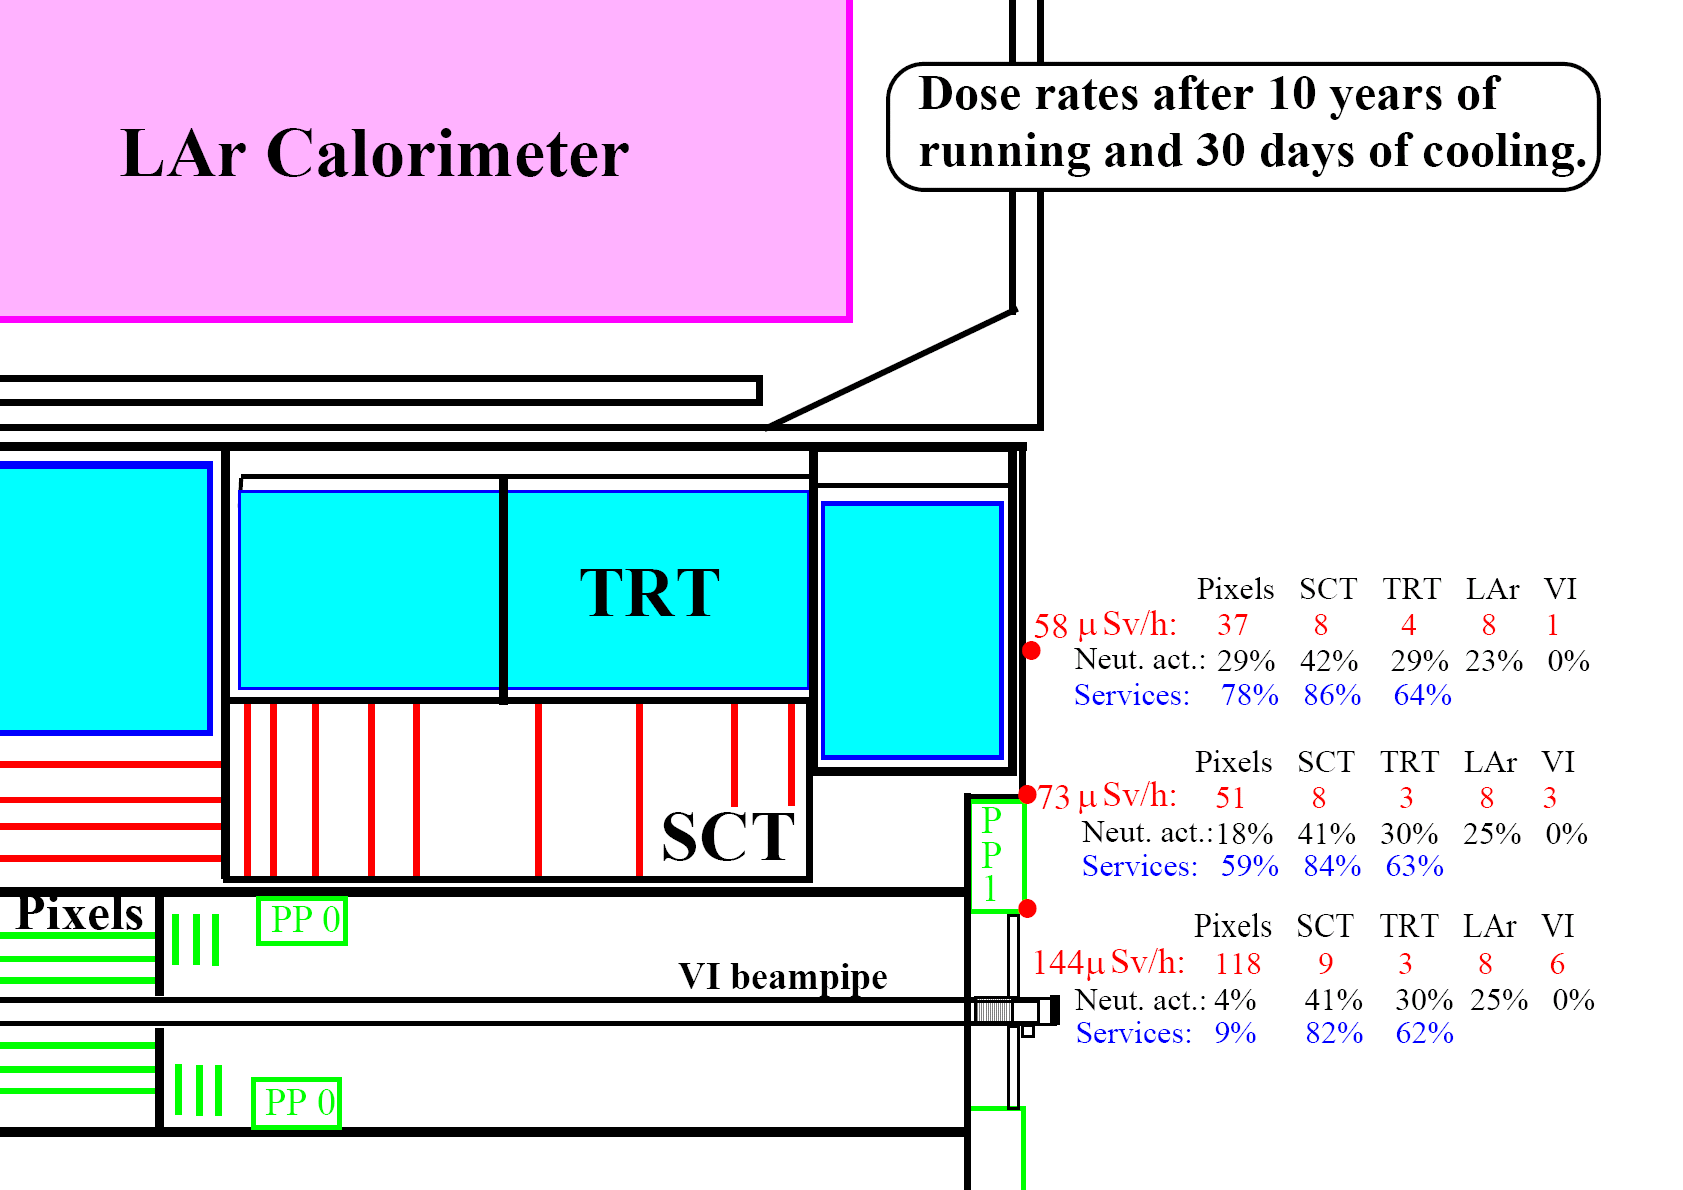 Dose rates after 10 years of
running and 30 days of cooling.
LAr Calorimeter
TRT
SCT
Pixels
PP 0
VI beampipe
PP 0
P
P
1
Pixels SCT TRT LAr VI
58 μ Sv/h: 37 8 4 8 1
Neut. act.: 29% 42% 29% 23% 0%
Services: 78% 86% 64%
Pixels SCT TRT LAr VI
73 μ Sv/h: 51 8 3 8 3
Neut. act.: 18% 41% 30% 25% 0%
Services: 59% 84% 63%
Pixels SCT TRT LAr VI
144μ Sv/h: 118 9 3 8 6
Neut. act.: 4% 41% 30% 25% 0%
Services: 9% 82% 62%